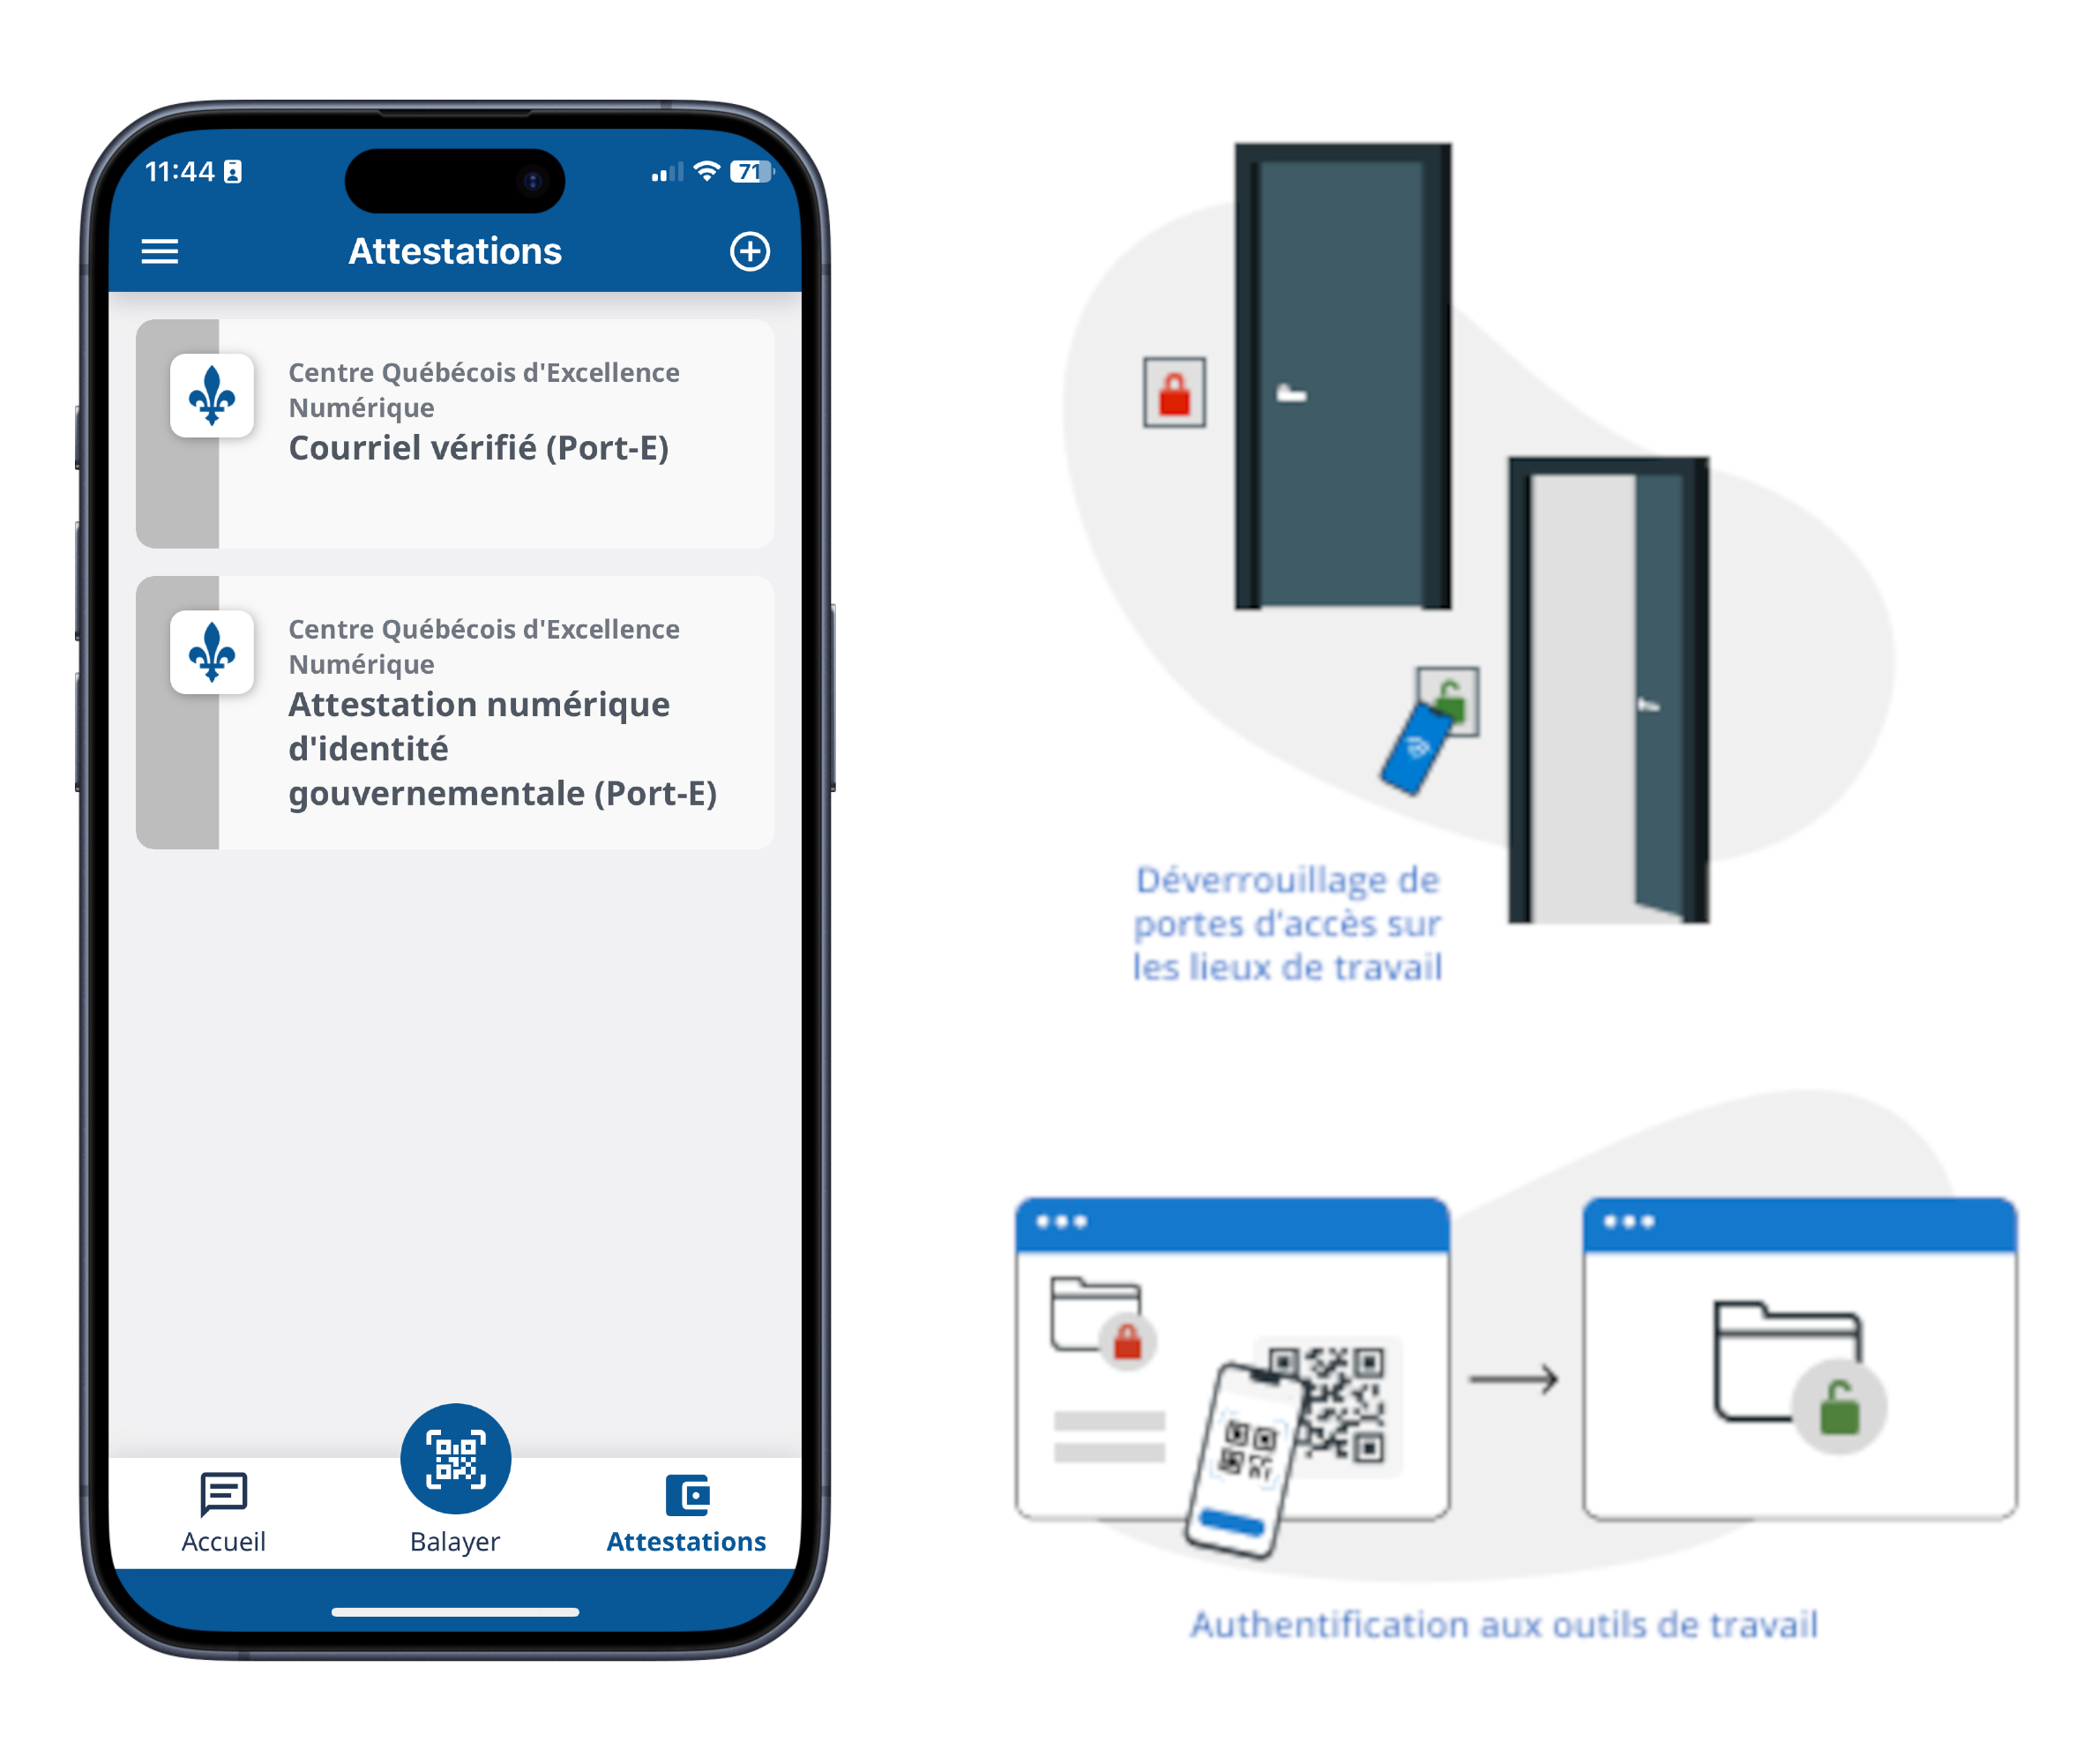 11:44
71
Attestations
Centre Québécois d'Excellence
Numérique
Courriel vérifié (Port-E)
Centre Québécois d'Excellence
Numérique
Attestation numérique
d'identité
gouvernementale (Port-E)
Accueil
Balayer
Attestations
Déverrouillage de
portes d'accès sur
les lieux de travail
Authentification aux outils de travail